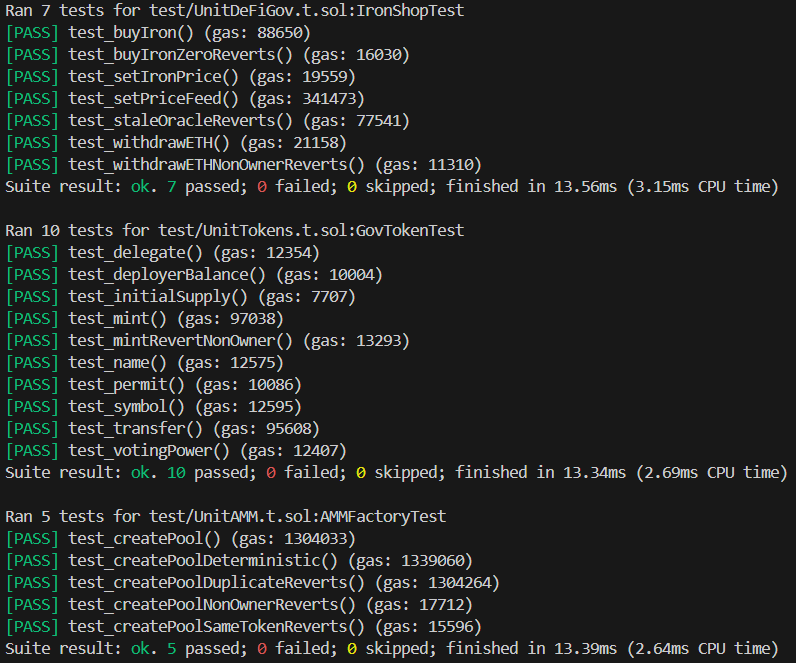 Ran 7 tests for test/UnitDeFiGov.t.sol:IronShopTest
[PASS] test_buyIron() (gas: 88650)
[PASS] test_buyIronZeroReverts() (gas: 16030)
[PASS] test_setIronPrice() (gas: 19559)
[PASS] test_setPriceFeed() (gas: 341473)
[PASS] test_staleOracleReverts() (gas: 77541)
[PASS] test_withdrawETH() (gas: 21158)
[PASS] test_withdrawETHNonOwnerReverts() (gas: 11310)
Suite result: ok. 7 passed; 0 failed; 0 skipped; finished in 13.56ms (3.15ms CPU time)

Ran 10 tests for test/UnitTokens.t.sol:GovTokenTest
[PASS] test_delegate() (gas: 12354)
[PASS] test_deployerBalance() (gas: 10004)
[PASS] test_initialSupply() (gas: 7707)
[PASS] test_mint() (gas: 97038)
[PASS] test_mintRevertNonOwner() (gas: 13293)
[PASS] test_name() (gas: 12575)
[PASS] test_permit() (gas: 10086)
[PASS] test_symbol() (gas: 12595)
[PASS] test_transfer() (gas: 95608)
[PASS] test_votingPower() (gas: 12407)
Suite result: ok. 10 passed; 0 failed; 0 skipped; finished in 13.34ms (2.69ms CPU time)

Ran 5 tests for test/UnitAMM.t.sol:AMMFactoryTest
[PASS] test_createPool() (gas: 1304033)
[PASS] test_createPoolDeterministic() (gas: 1339060)
[PASS] test_createPoolDuplicateReverts() (gas: 1304264)
[PASS] test_createPoolNonOwnerReverts() (gas: 17712)
[PASS] test_createPoolSameTokenReverts() (gas: 15596)
Suite result: ok. 5 passed; 0 failed; 0 skipped; finished in 13.39ms (2.64ms CPU time)